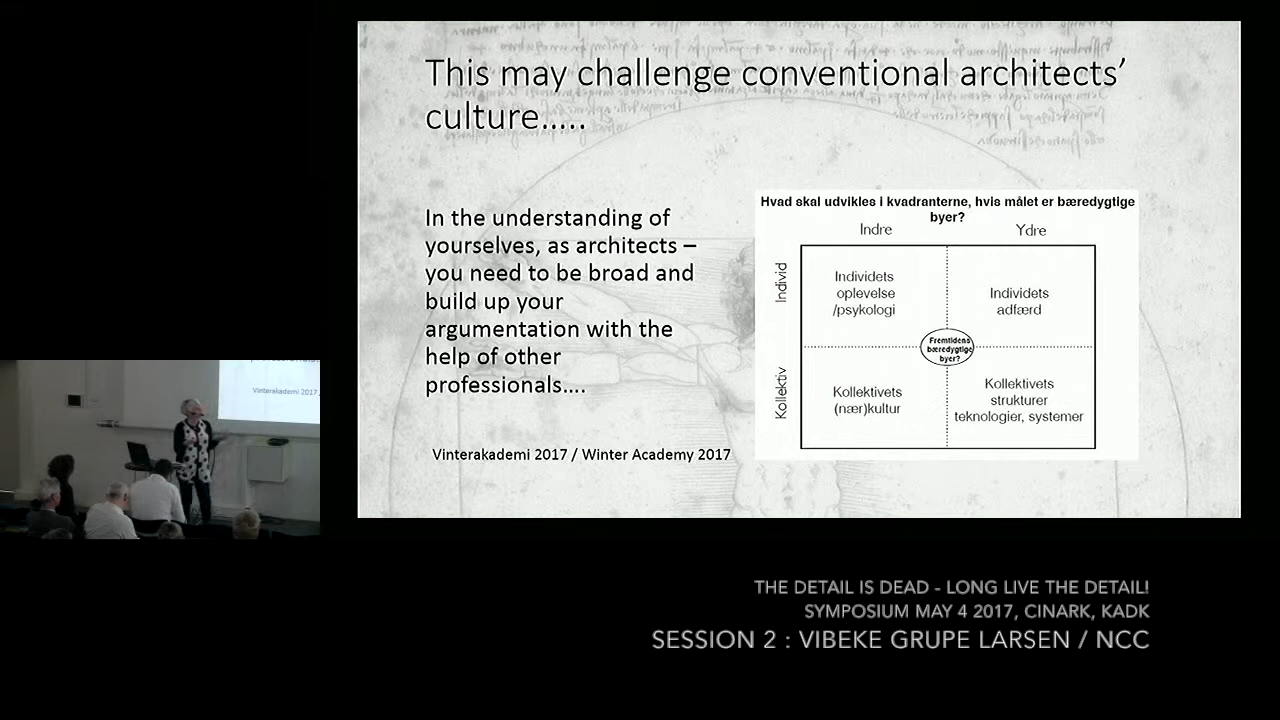 This may challenge conventional architects’
culture.....
In the understanding of
yourselves, as architects –
you need to be broad and
build up your
argumentation with the
help of other
professionals....
Vinterakademi 2017 / Winter Academy 2017
Hvad skal udvikles i kvadranterne, hvis målet er bæredygtige
byer?
Indre
Ydre
Individ
Individets
oplevelse
/psykologi
Individets
adfærd
Fremtidens
bæredygtige
byer?
Kollektiv
Kollektivets
(nær)kultur
Kollektivets
strukturer
teknologier, systemer
Vinterakademi 2017
THE DETAIL IS DEAD - LONG LIVE THE DETAIL!
SYMPOSIUM MAY 4 2017, CINARK, KADK
SESSION 2 : VIBEKE GRUPE LARSEN / NCC